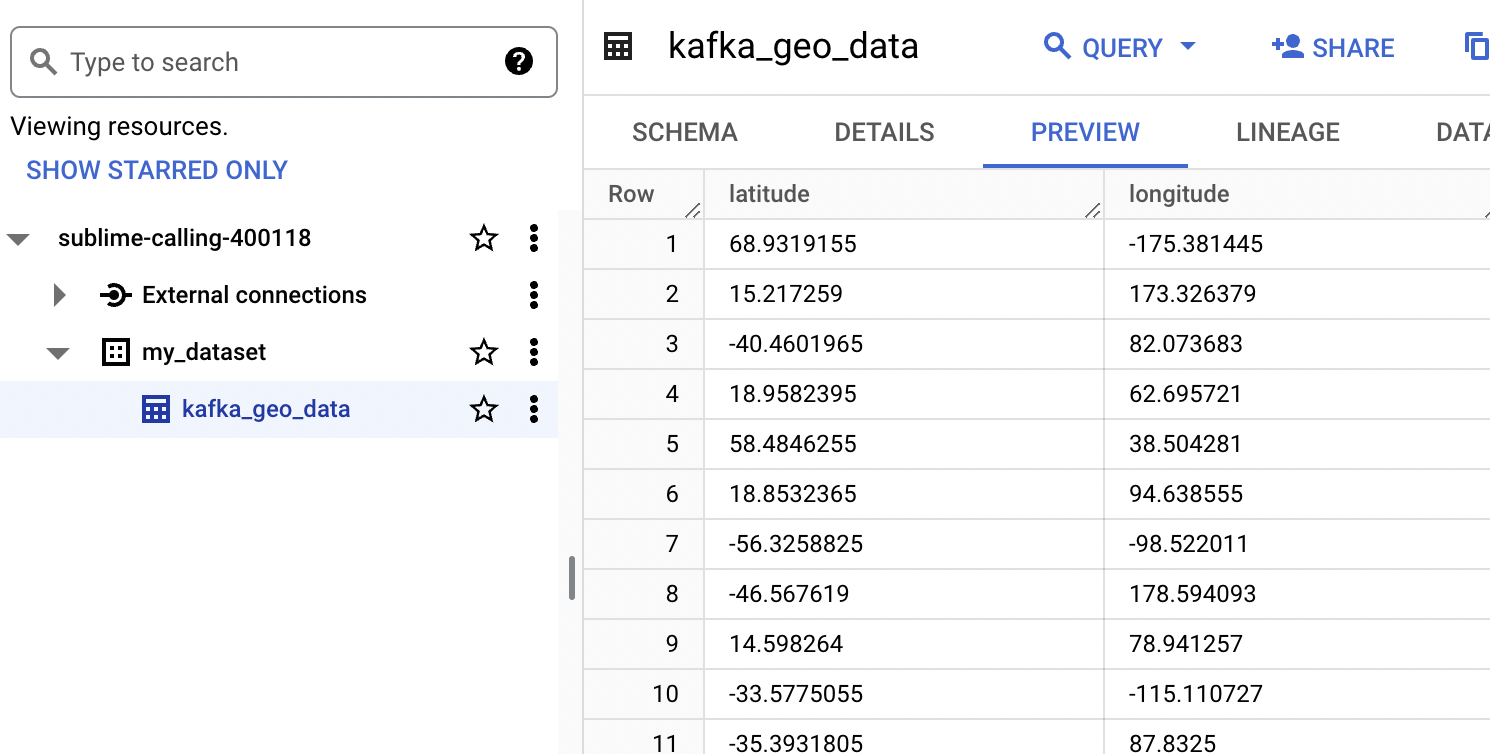 Type to search
Viewing resources.
SHOW STARRED ONLY
sublime-calling-400118
External connections
my_dataset
kafka_geo_data
kafka_geo_data QUERY SHARE
SCHEMA DETAILS PREVIEW LINEAGE DATA
Row latitude longitude
1 68.9319155 -175.381445
2 15.217259 173.326379
3 -40.4601965 82.073683
4 18.9582395 62.695721
5 58.4846255 38.504281
6 18.8532365 94.638555
7 -56.3258825 -98.522011
8 -46.567619 178.594093
9 14.598264 78.941257
10 -33.5775055 -115.110727
11 -35.3931805 87.8325